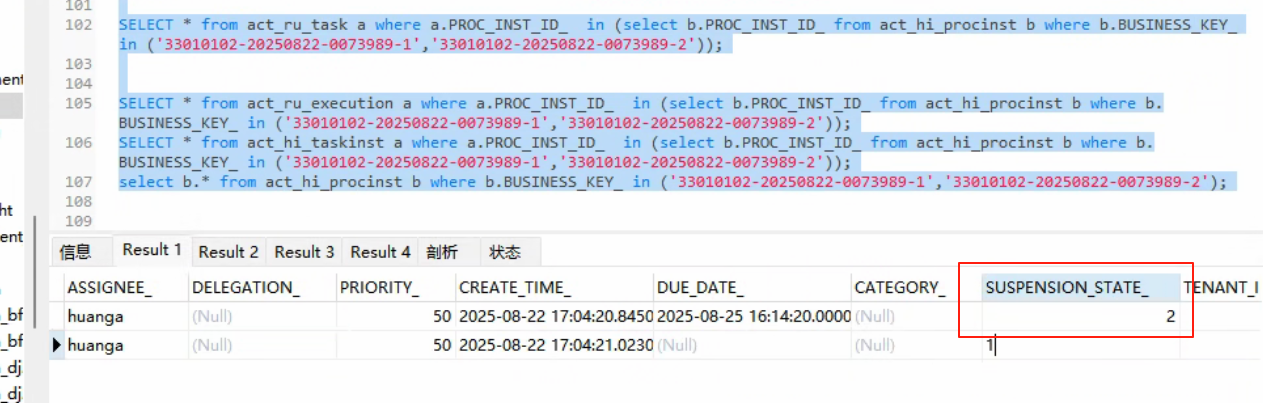 101
102 SELECT * from act_ru_task a where a.PROC_INST_ID_  in (select b.PROC_INST_ID_ from act_hi_procinst b where b.BUSINESS_KEY_
in ('33010102-20250822-0073989-1','33010102-20250822-0073989-2'));
103
104
105 SELECT * from act_ru_execution a where a.PROC_INST_ID_  in (select b.PROC_INST_ID_ from act_hi_procinst b where b.
BUSINESS_KEY_ in ('33010102-20250822-0073989-1','33010102-20250822-0073989-2'));
106 SELECT * from act_hi_taskinst a where a.PROC_INST_ID_  in (select b.PROC_INST_ID_ from act_hi_procinst b where b.
BUSINESS_KEY_ in ('33010102-20250822-0073989-1','33010102-20250822-0073989-2'));
107 select b.* from act_hi_procinst b where b.BUSINESS_KEY_ in ('33010102-20250822-0073989-1','33010102-20250822-0073989-2');
108
109
信息 Result 1 Result 2 Result 3 Result 4 剖析 状态
ASSIGNEE_ DELEGATION_ PRIORITY_ CREATE_TIME_ DUE_DATE_ CATEGORY_ SUSPENSION_STATE_ TENANT_I
huanga (Null) 50 2025-08-22 17:04:20.8450 2025-08-25 16:14:20.0000 (Null) 2
huanga (Null) 50 2025-08-22 17:04:21.0230 (Null) (Null) 1